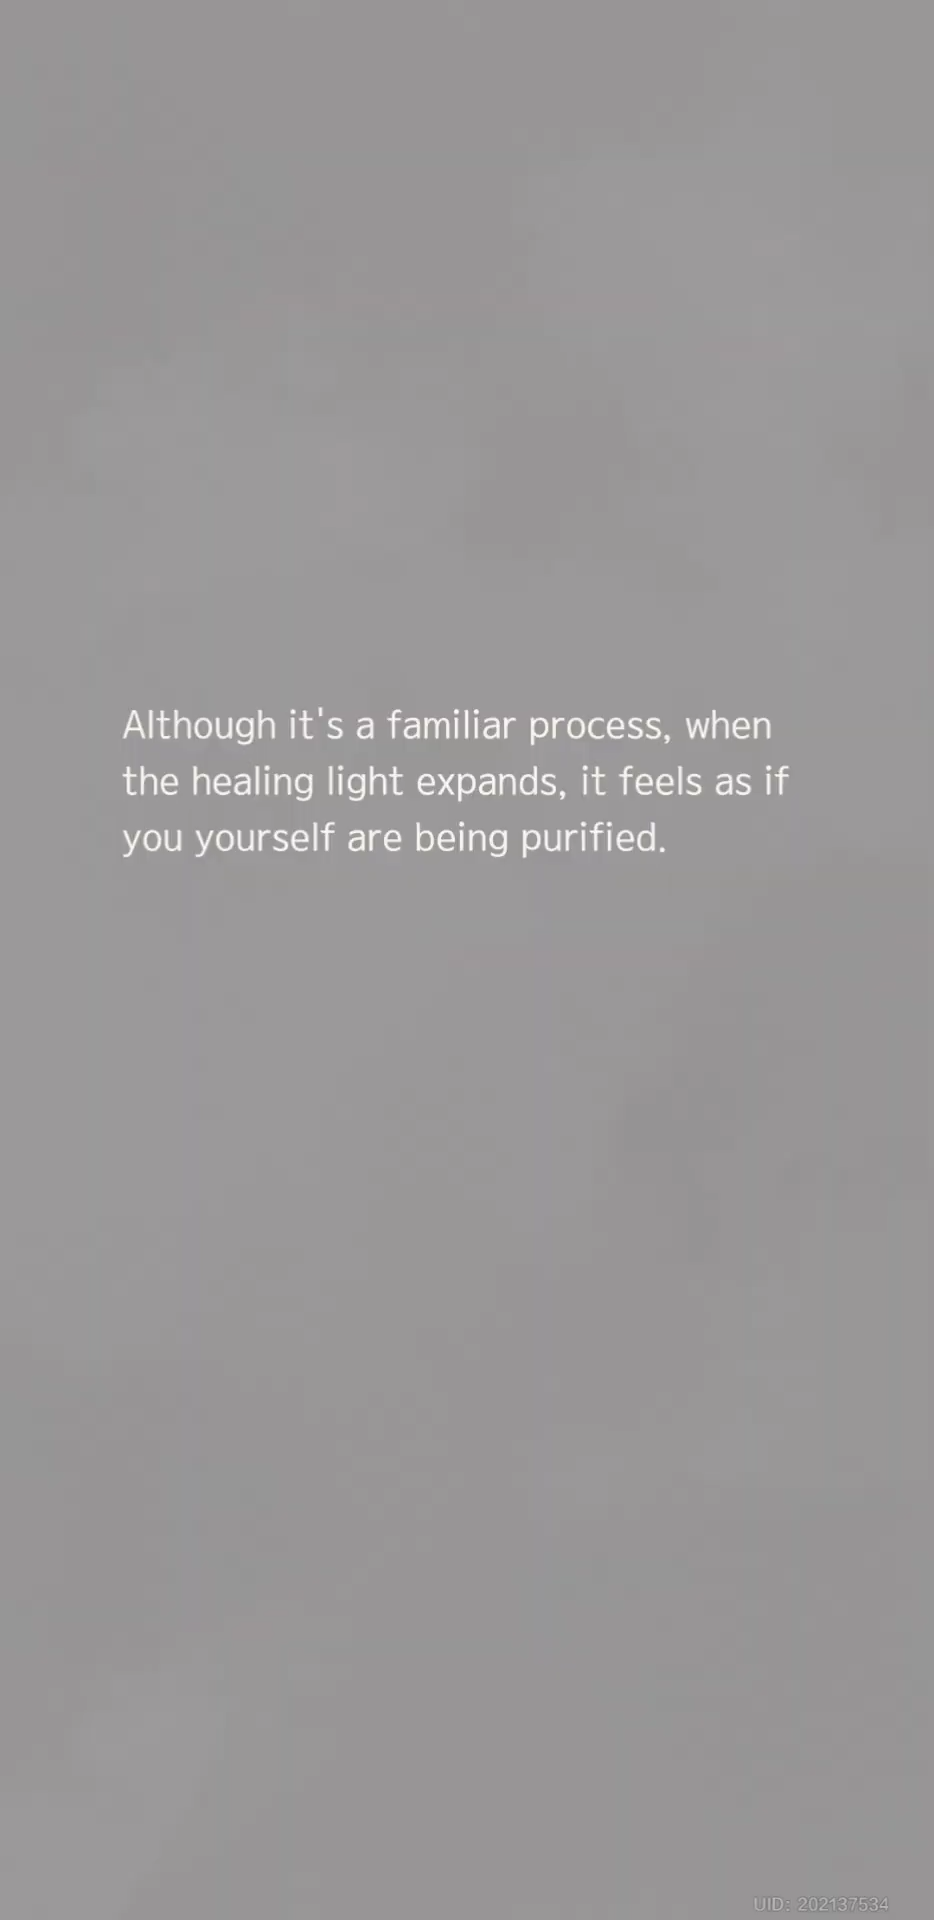 Although it's a familiar process, when
the healing light expands, it feels as if
you yourself are being purified.
UID: 202137534